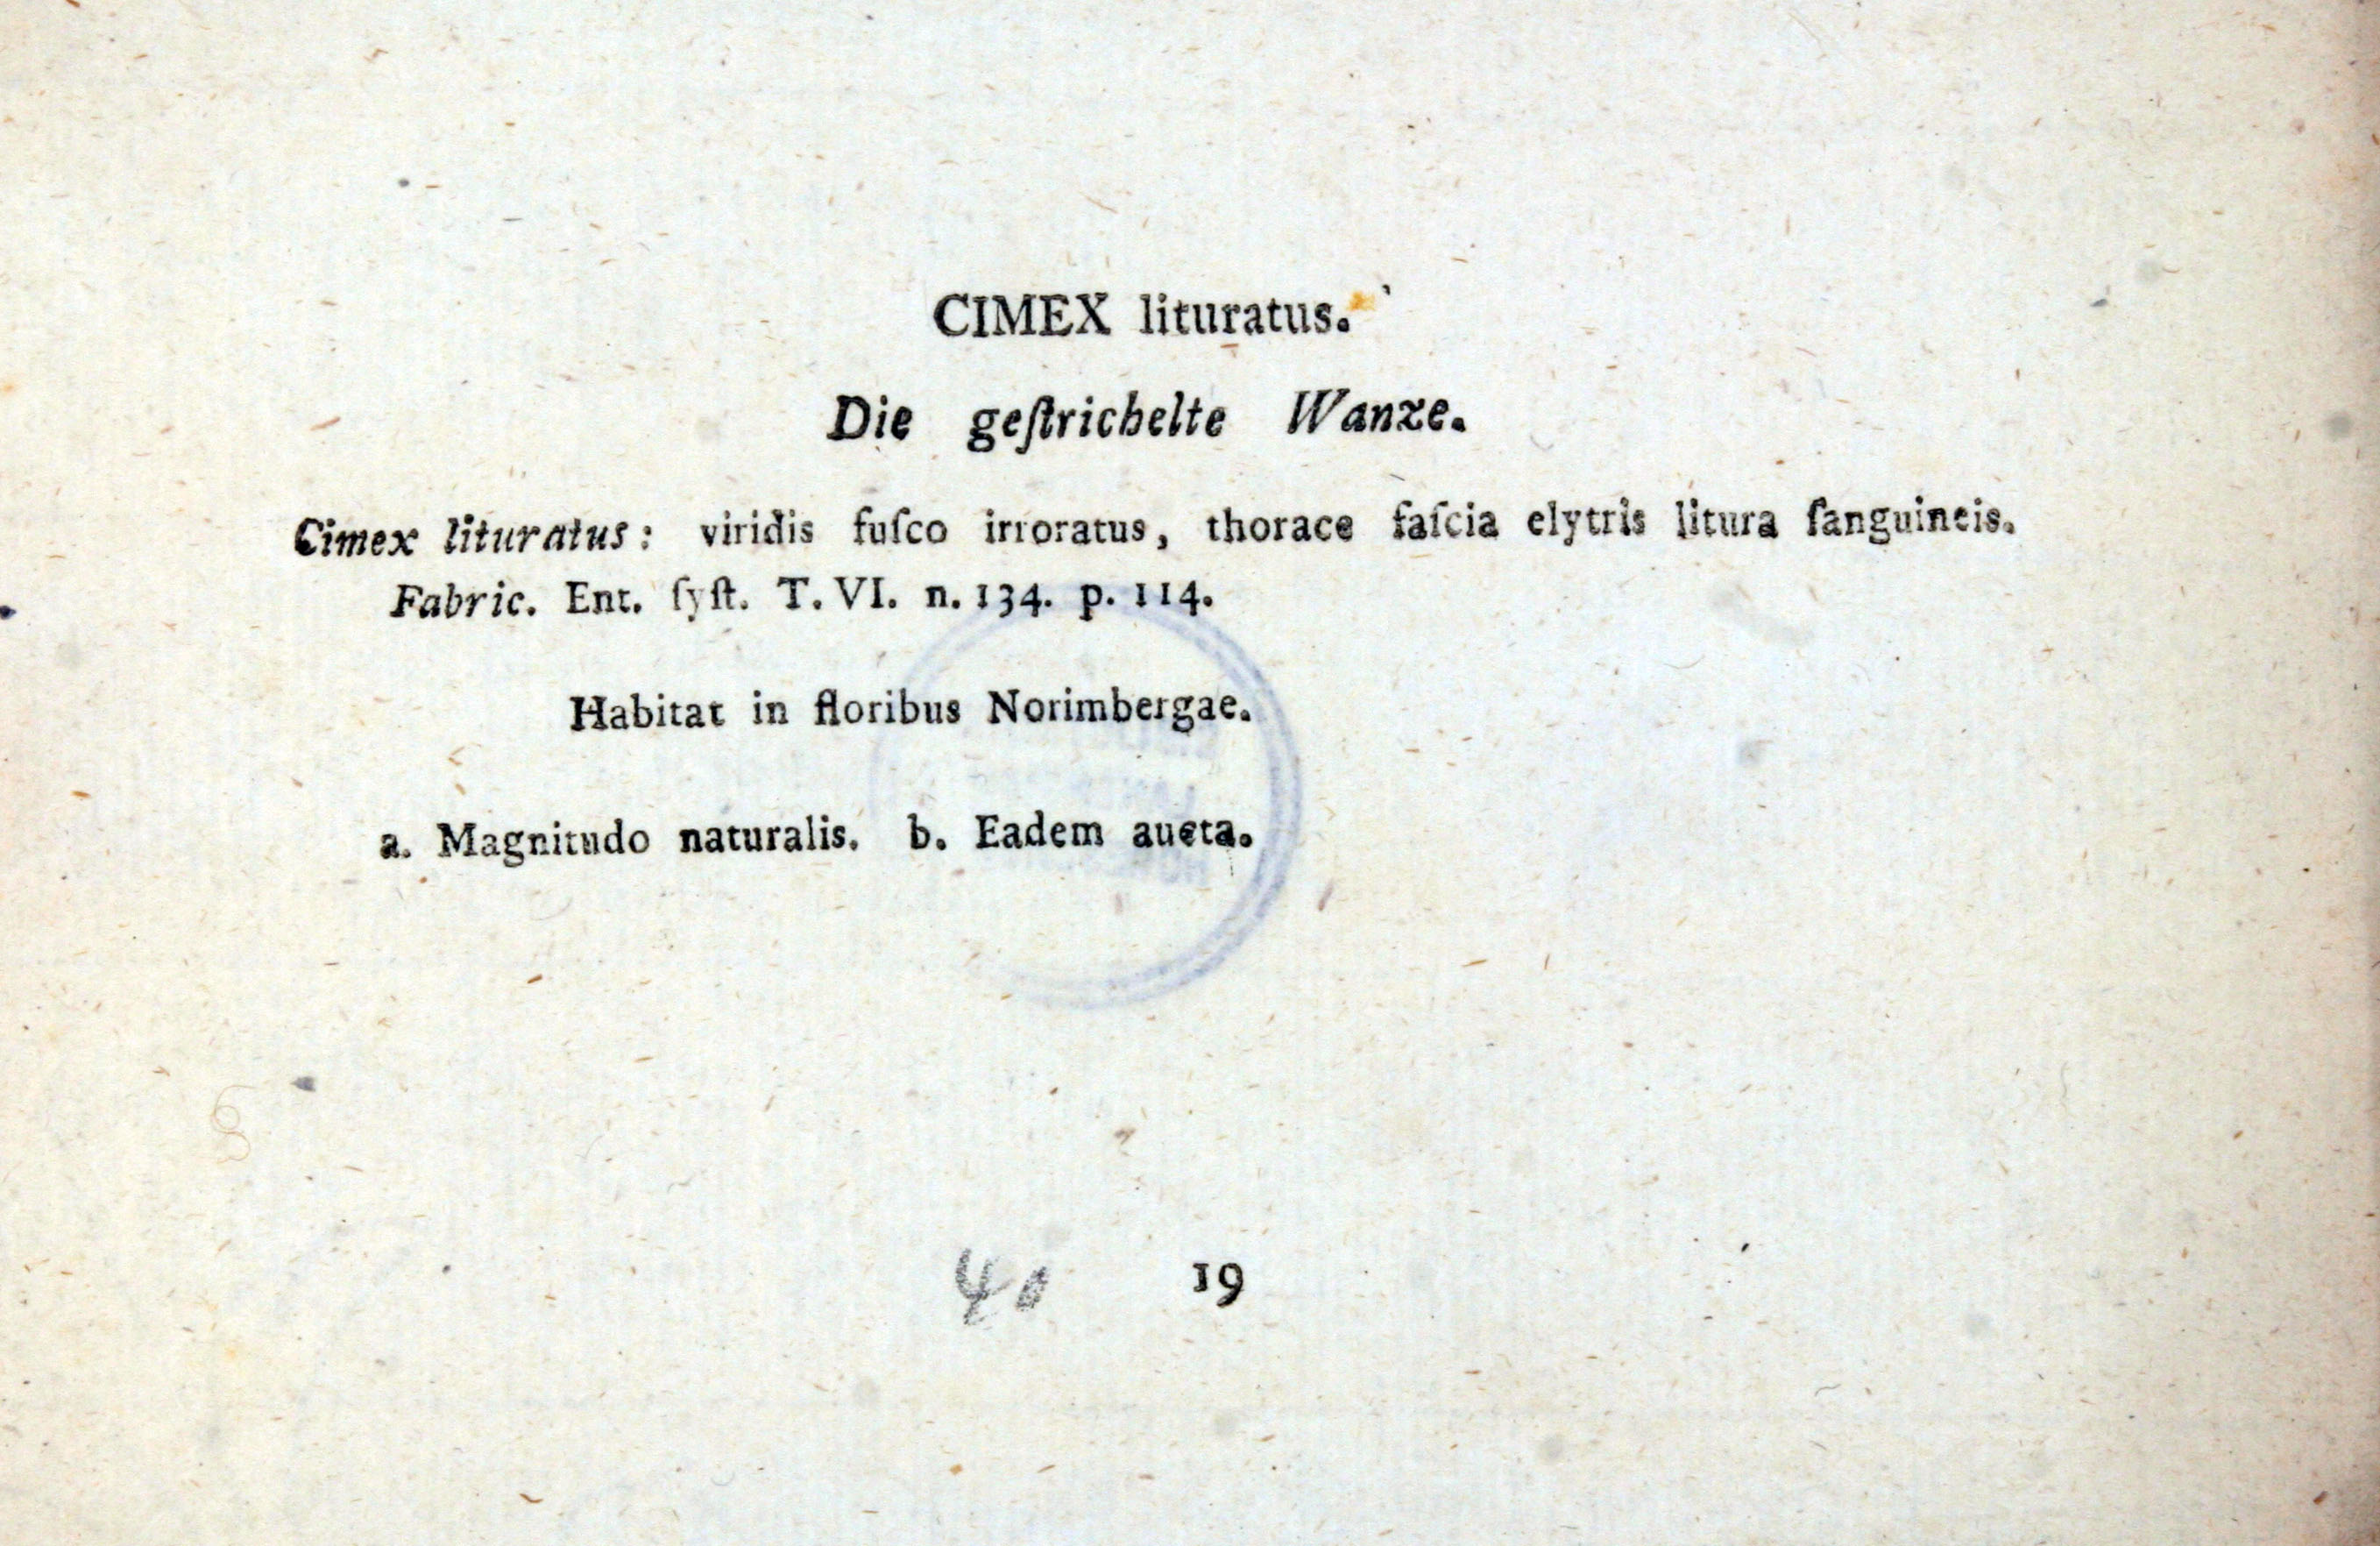 CIMEX lituratus.
Die geſtrichelte Wanze.
Cimex lituratus: viridis fuſco irroratus, thorace faſcia elytris litura ſanguineis.
Fabric. Ent. ſyſt. T. VI. n. 134. p. 114.
Habitat in floribus Norimbergae.
a. Magnitudo naturalis. b. Eadem aucta.
40 19